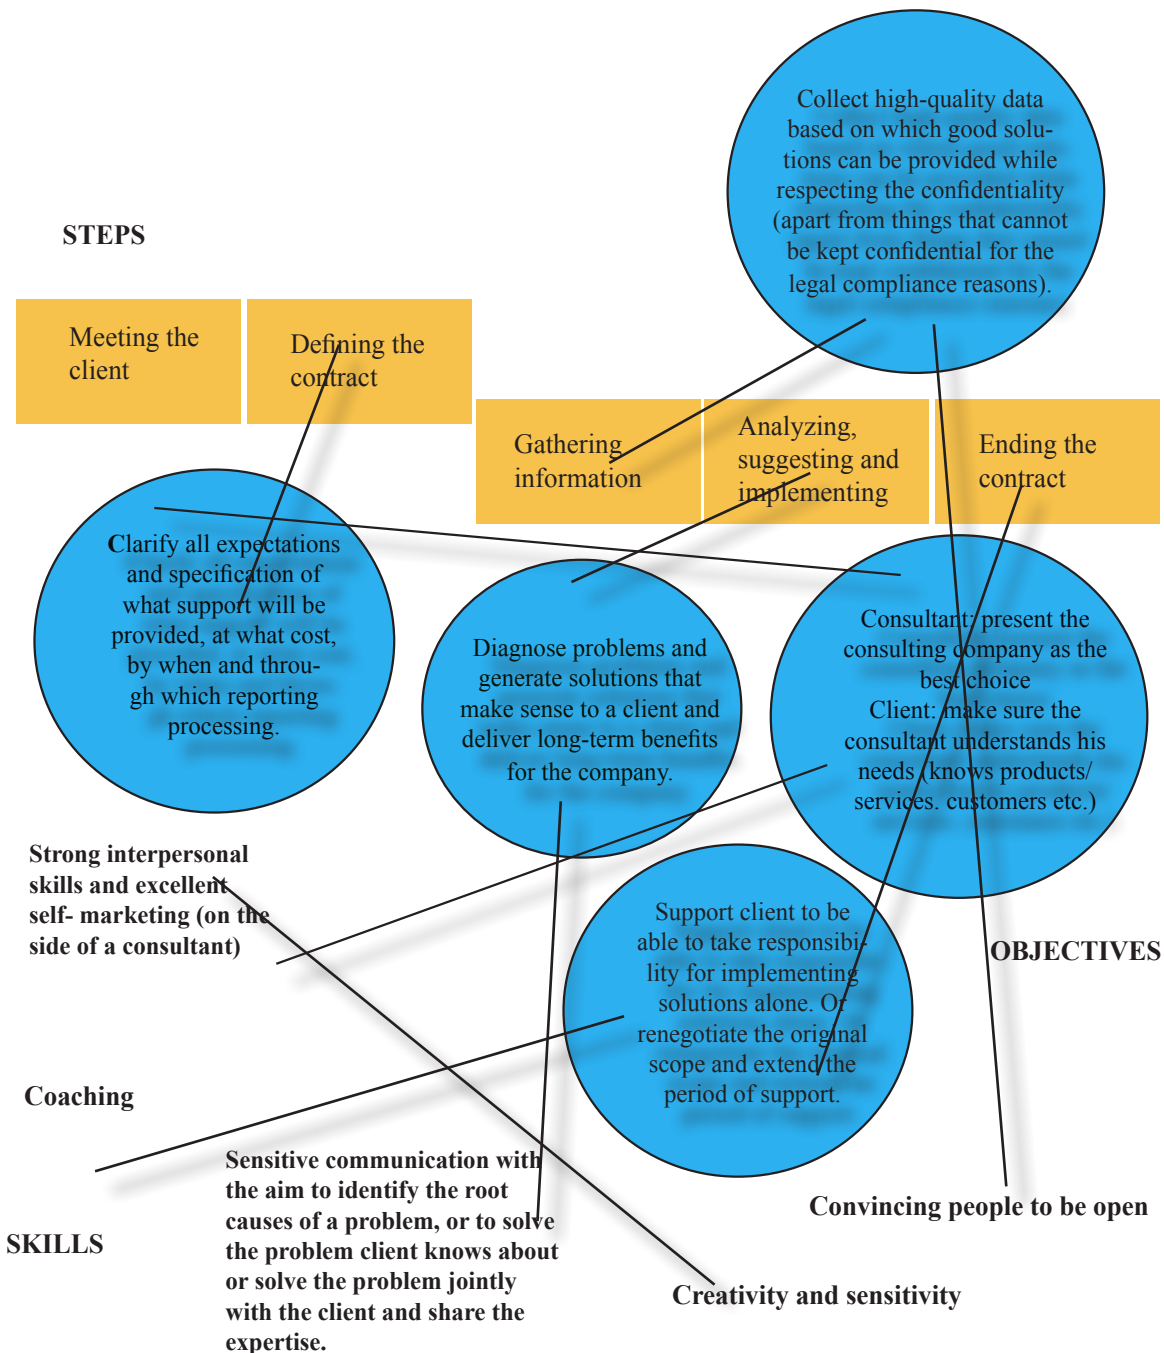 Collect high-quality data
based on which good solu-
tions can be provided while
respecting the confidentiality
(apart from things that cannot
be kept confidential for the
legal compliance reasons).
STEPS
Meeting the
client
Defining the
contract
Gathering
information
Analyzing,
suggesting and
implementing
Ending the
contract
Clarify all expectations
and specification of
what support will be
provided, at what cost,
by when and throu-
gh which reporting
processing.
Diagnose problems and
generate solutions that
make sense to a client and
deliver long-term benefits
for the company.
Consultant: present the
consulting company as the
best choice
Client: make sure the
consultant understands his
needs (knows products/
services. customers etc.)
Strong interpersonal
skills and excellent
self- marketing (on the
side of a consultant)
Support client to be
able to take responsibi-
lity for implementing
solutions alone. Or
renegotiate the original
scope and extend the
period of support.
OBJECTIVES
Coaching
Sensitive communication with
the aim to identify the root
causes of a problem, or to solve
the problem client knows about
or solve the problem jointly
with the client and share the
expertise.
Convincing people to be open
SKILLS
Creativity and sensitivity